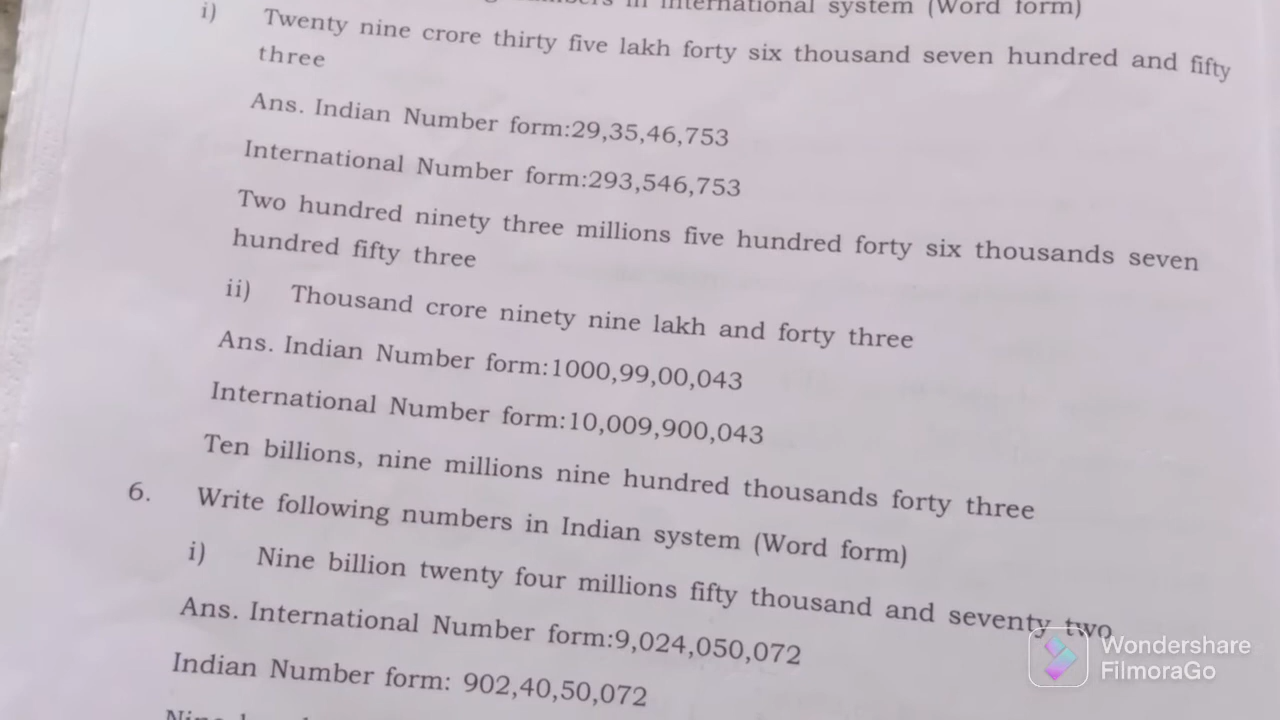 in international system (Word form)
i) Twenty nine crore thirty five lakh forty six thousand seven hundred and fifty
three
Ans. Indian Number form:29,35,46,753
International Number form:293,546,753
Two hundred ninety three millions five hundred forty six thousands seven
hundred fifty three
ii) Thousand crore ninety nine lakh and forty three
Ans. Indian Number form:1000,99,00,043
International Number form:10,009,900,043
Ten billions, nine millions nine hundred thousands forty three
6. Write following numbers in Indian system (Word form)
i) Nine billion twenty four millions fifty thousand and seventy two
Ans. International Number form:9,024,050,072
Indian Number form: 902,40,50,072
Wondershare
FilmoraGo